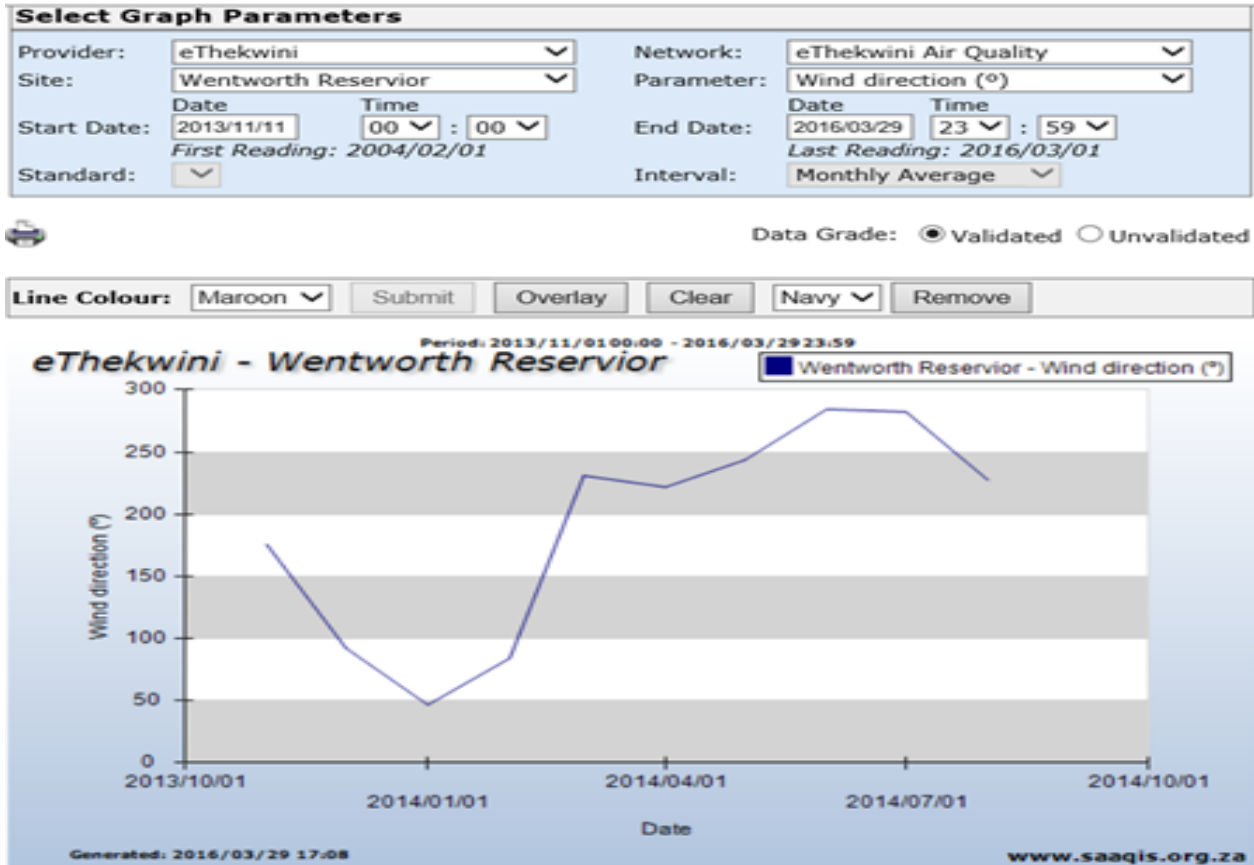 Select Graph Parameters
Provider: eThekwini Network: eThekwini Air Quality
Site: Wentworth Reservior Parameter: Wind direction (º)
Date Time Date Time
Start Date: 2013/11/11 00 : 00 End Date: 2016/03/29 23 : 59
First Reading: 2004/02/01 Last Reading: 2016/03/01
Standard: Interval: Monthly Average
Data Grade: Validated Unvalidated
Line Colour: Maroon Submit Overlay Clear Navy Remove
Period: 2013/11/01 00:00 - 2016/03/29 23:59
eThekwini - Wentworth Reservior
Wentworth Reservior - Wind direction (º)
300
250
200
150
100
50
0
Wind direction (º)
2013/10/01 2014/04/01 2014/10/01
2014/01/01 2014/07/01
Date
Generated: 2016/03/29 17:08 www.saaqis.org.za